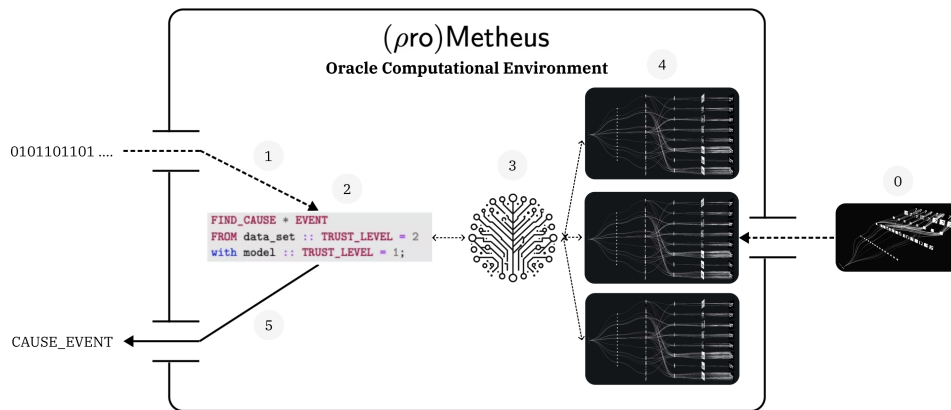 (ρro)Metheus
Oracle Computational Environment
4
0101101101 ....
1
2
3
0
FIND_CAUSE * EVENT
FROM data_set :: TRUST_LEVEL = 2
with model :: TRUST_LEVEL = 1;
5
CAUSE_EVENT